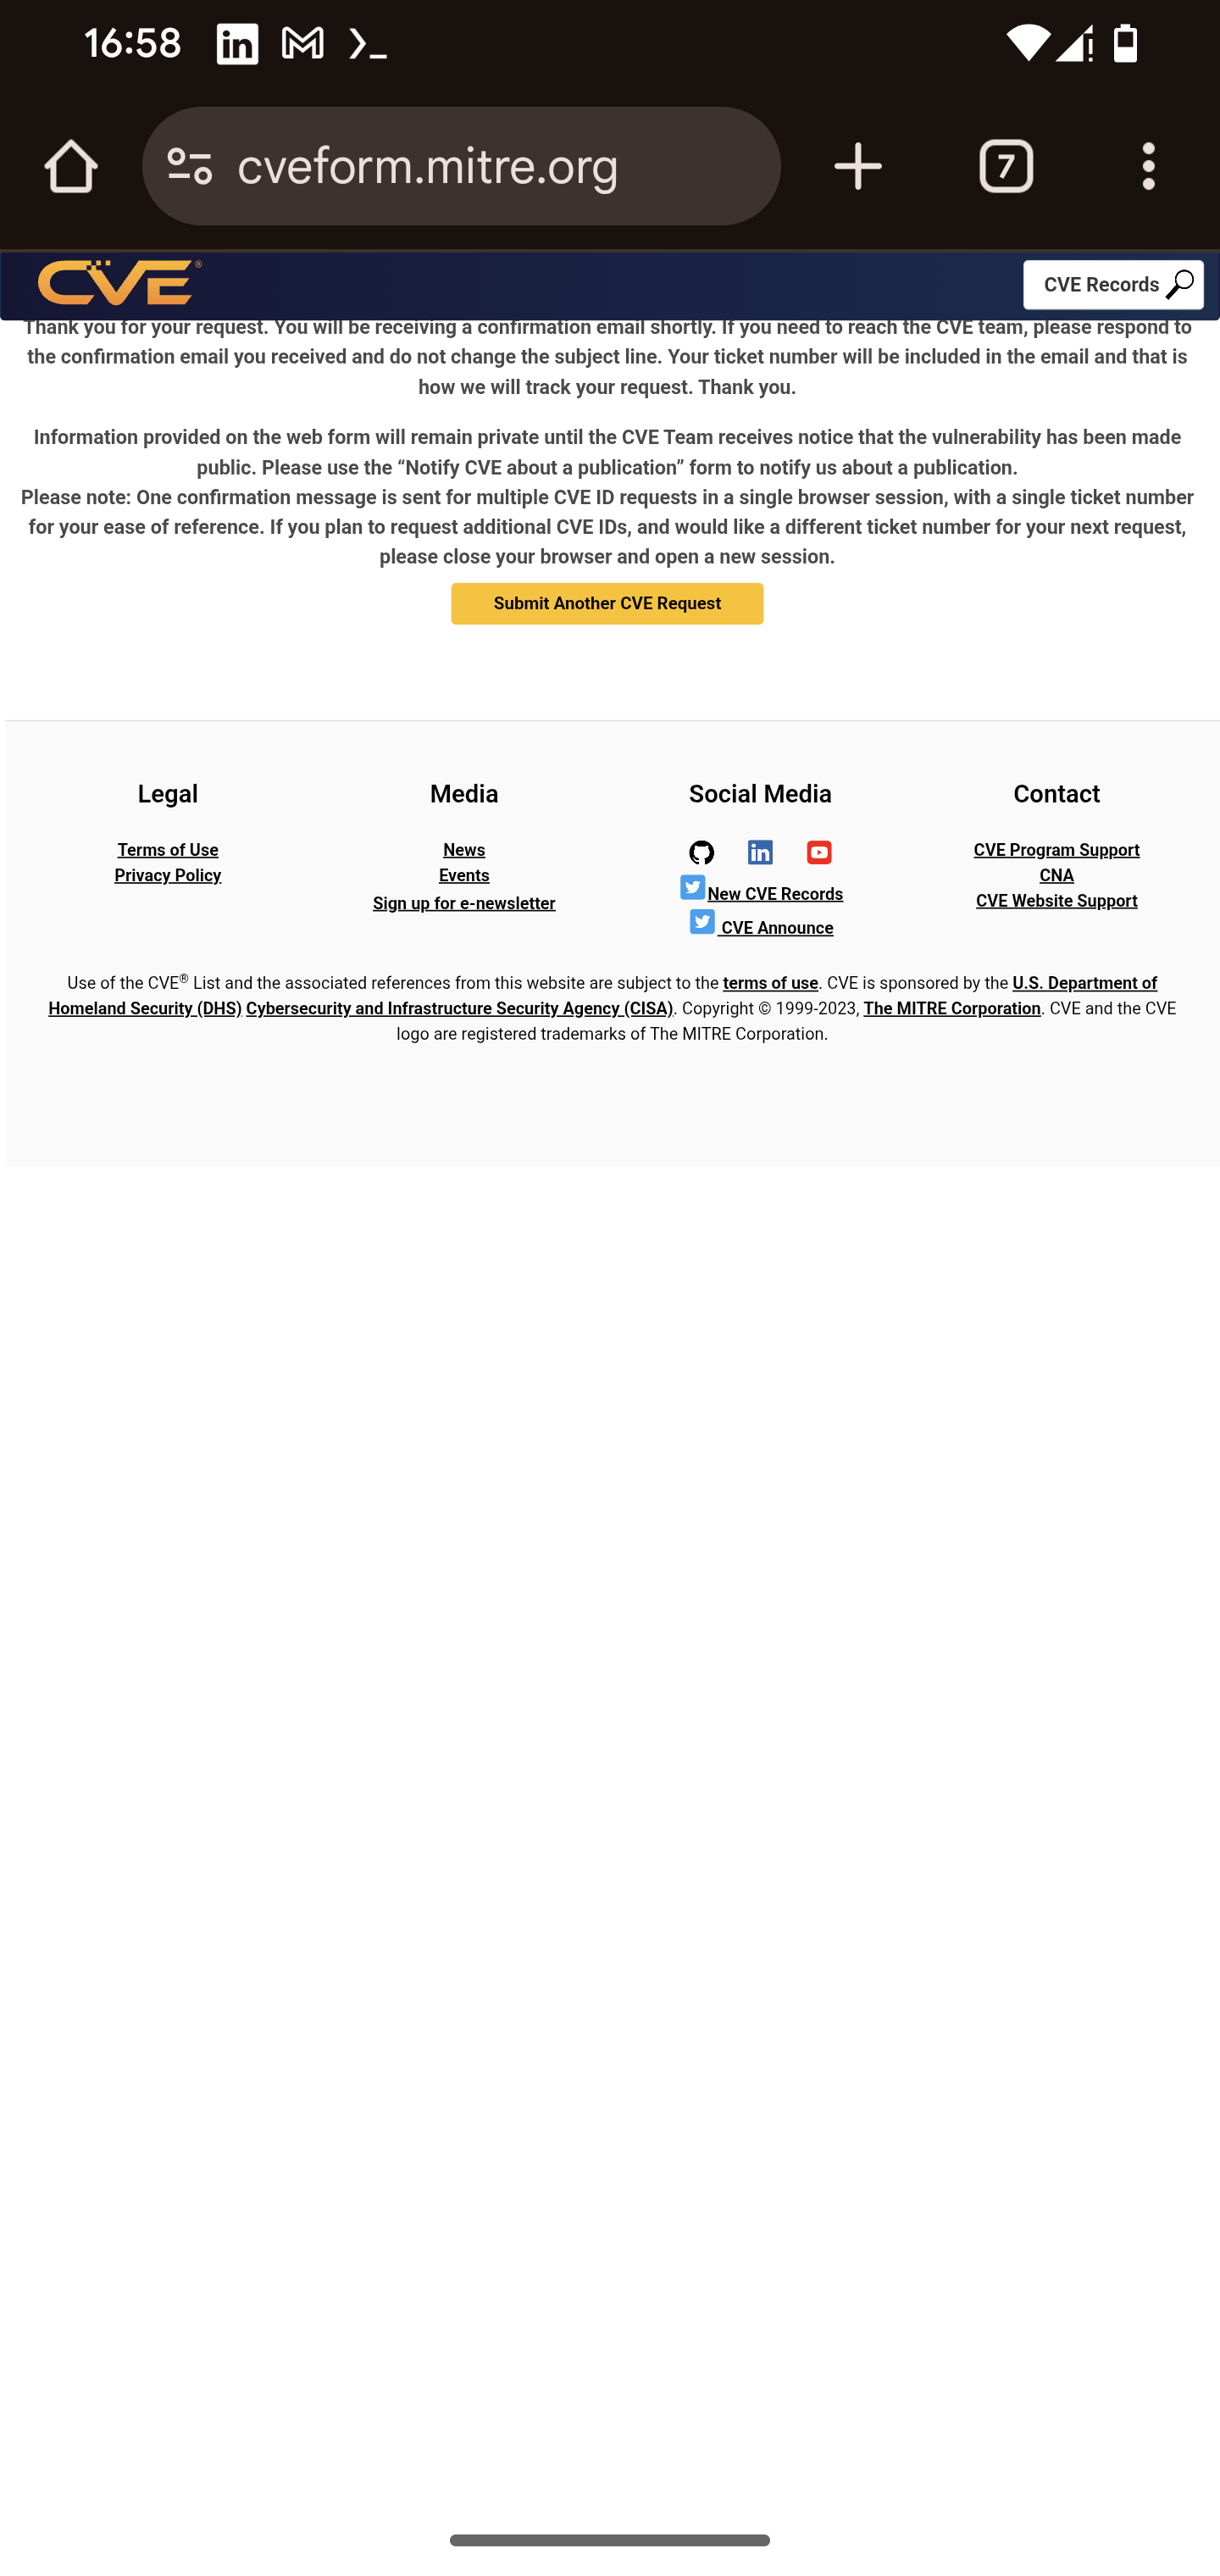 16:58
cveform.mitre.org
7
CVE®
CVE Records
Thank you for your request. You will be receiving a confirmation email shortly. If you need to reach the CVE team, please respond to
the confirmation email you received and do not change the subject line. Your ticket number will be included in the email and that is
how we will track your request. Thank you.
Information provided on the web form will remain private until the CVE Team receives notice that the vulnerability has been made
public. Please use the “Notify CVE about a publication” form to notify us about a publication.
Please note: One confirmation message is sent for multiple CVE ID requests in a single browser session, with a single ticket number
for your ease of reference. If you plan to request additional CVE IDs, and would like a different ticket number for your next request,
please close your browser and open a new session.
Submit Another CVE Request
Legal
Terms of Use
Privacy Policy
Media
News
Events
Sign up for e-newsletter
Social Media
New CVE Records
CVE Announce
Contact
CVE Program Support
CNA
CVE Website Support
Use of the CVE® List and the associated references from this website are subject to the terms of use. CVE is sponsored by the U.S. Department of
Homeland Security (DHS) Cybersecurity and Infrastructure Security Agency (CISA). Copyright © 1999-2023, The MITRE Corporation. CVE and the CVE
logo are registered trademarks of The MITRE Corporation.